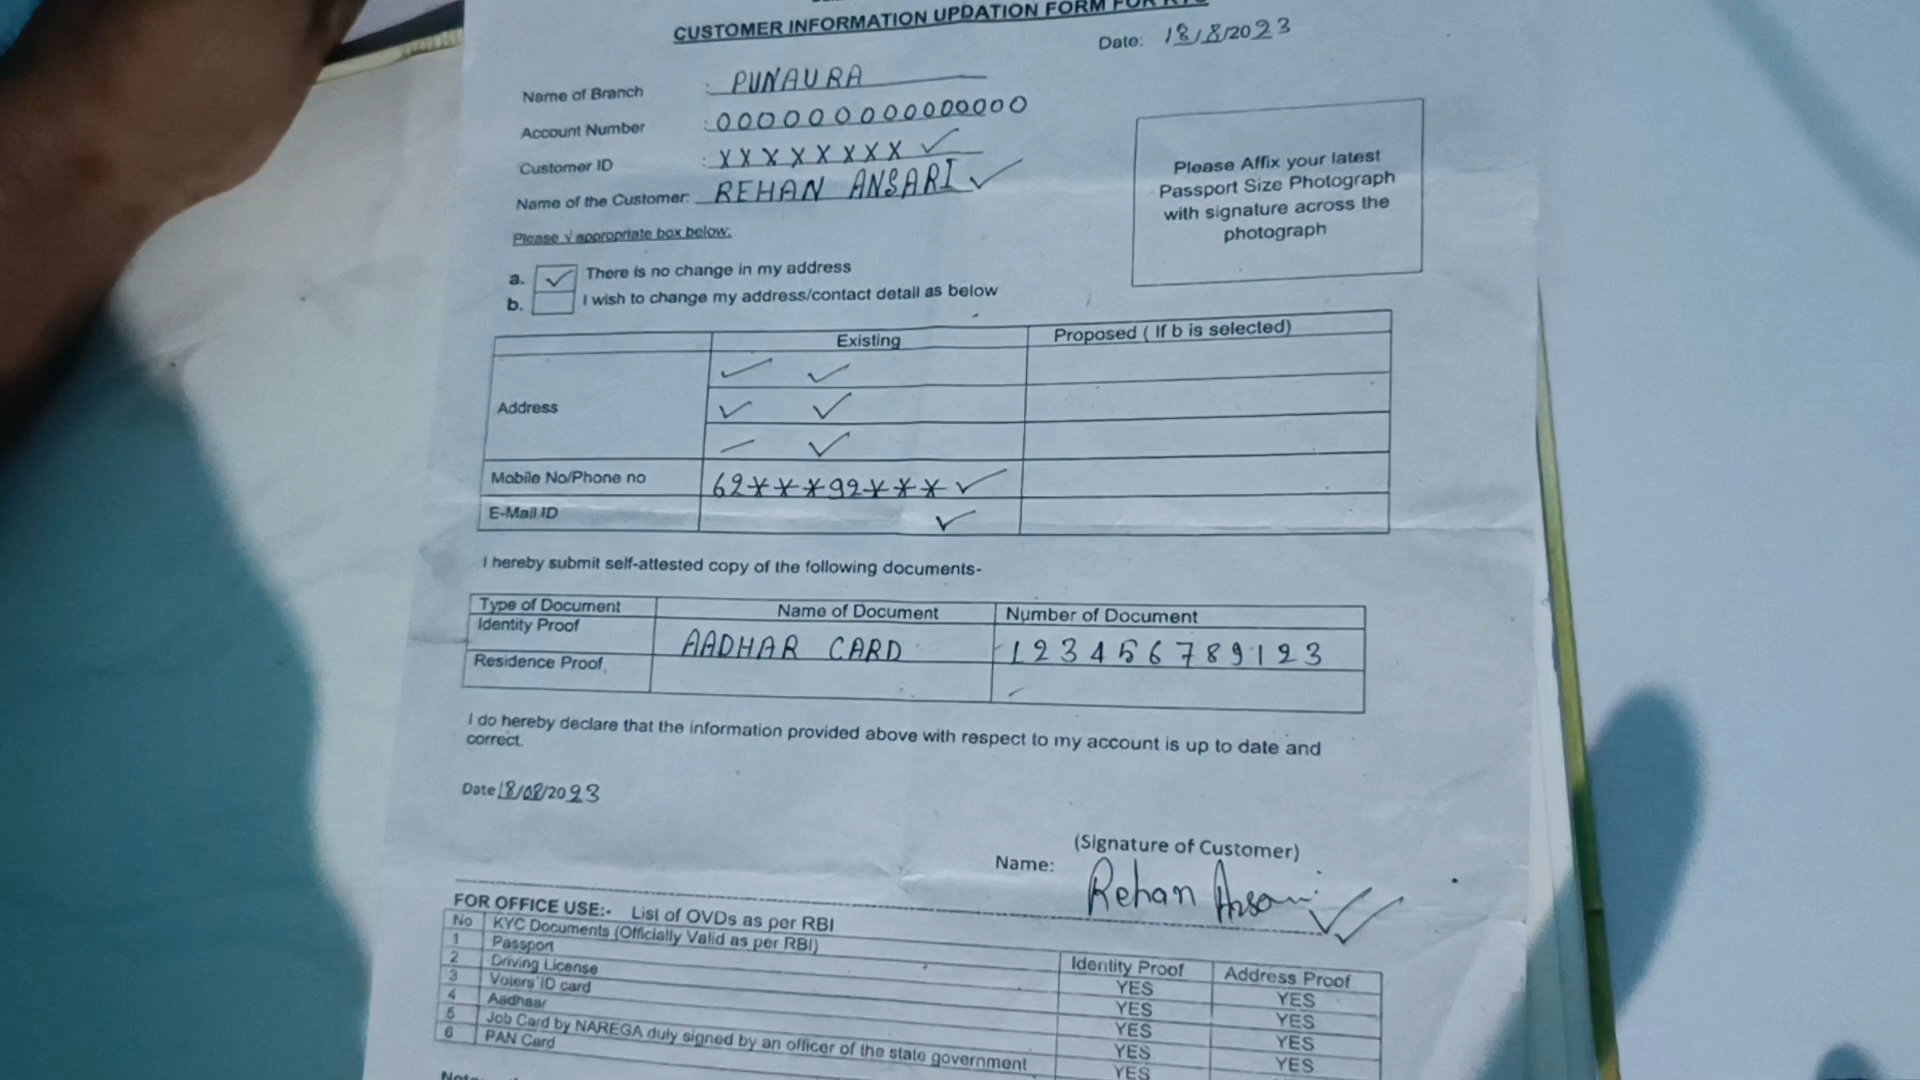 CUSTOMER INFORMATION UPDATION FORM FOR
Date: 18/8/2023
Name of Branch : PUNAURA
Account Number : 000000000000000
Customer ID : XXXXXXXX ✓
Name of the Customer: REHAN ANSARI ✓
Please √ appropriate box below:
a. ✓ There is no change in my address
b. I wish to change my address/contact detail as below
Please Affix your latest
Passport Size Photograph
with signature across the
photograph
Existing Proposed ( If b is selected)
Address
Mobile No/Phone no 62***92*** ✓
E-Mail ID ✓
I hereby submit self-attested copy of the following documents-
Type of Document Name of Document Number of Document
Identity Proof AADHAR CARD 123456789123
Residence Proof
I do hereby declare that the information provided above with respect to my account is up to date and
correct.
Date 18/08/2023
(Signature of Customer)
Name: Rehan Ansari
FOR OFFICE USE:- List of OVDs as per RBI
No KYC Documents (Officially Valid as per RBI) Identity Proof Address Proof
1 Passport YES YES
2 Driving License YES YES
3 Voters' ID card YES YES
4 Aadhaar YES YES
5 Job Card by NAREGA duly signed by an officer of the state government YES
6 PAN Card